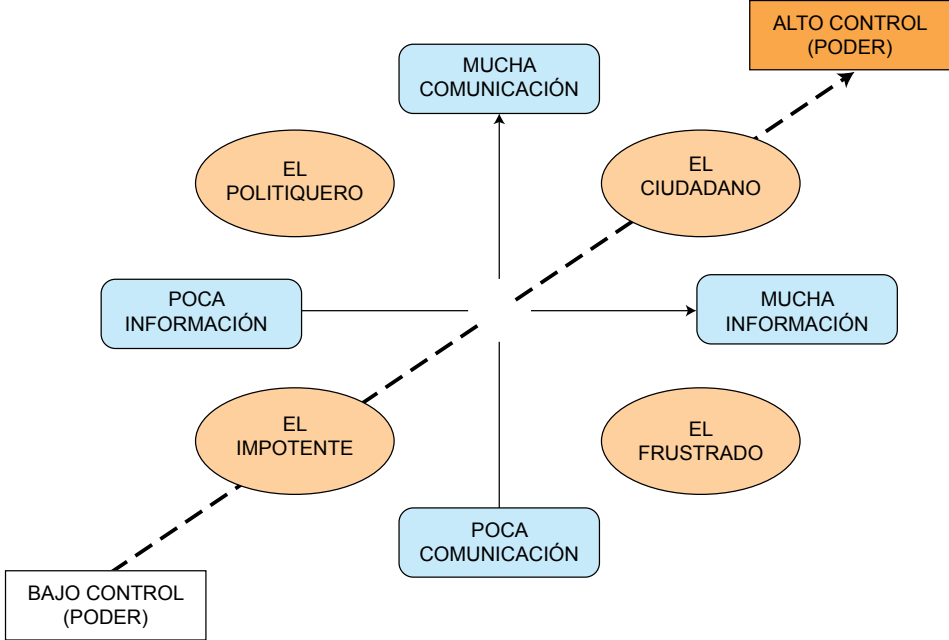 ALTO CONTROL
(PODER)
MUCHA
COMUNICACIÓN
EL
POLITIQUERO
EL
CIUDADANO
POCA
INFORMACIÓN
MUCHA
INFORMACIÓN
EL
IMPOTENTE
EL
FRUSTRADO
POCA
COMUNICACIÓN
BAJO CONTROL
(PODER)